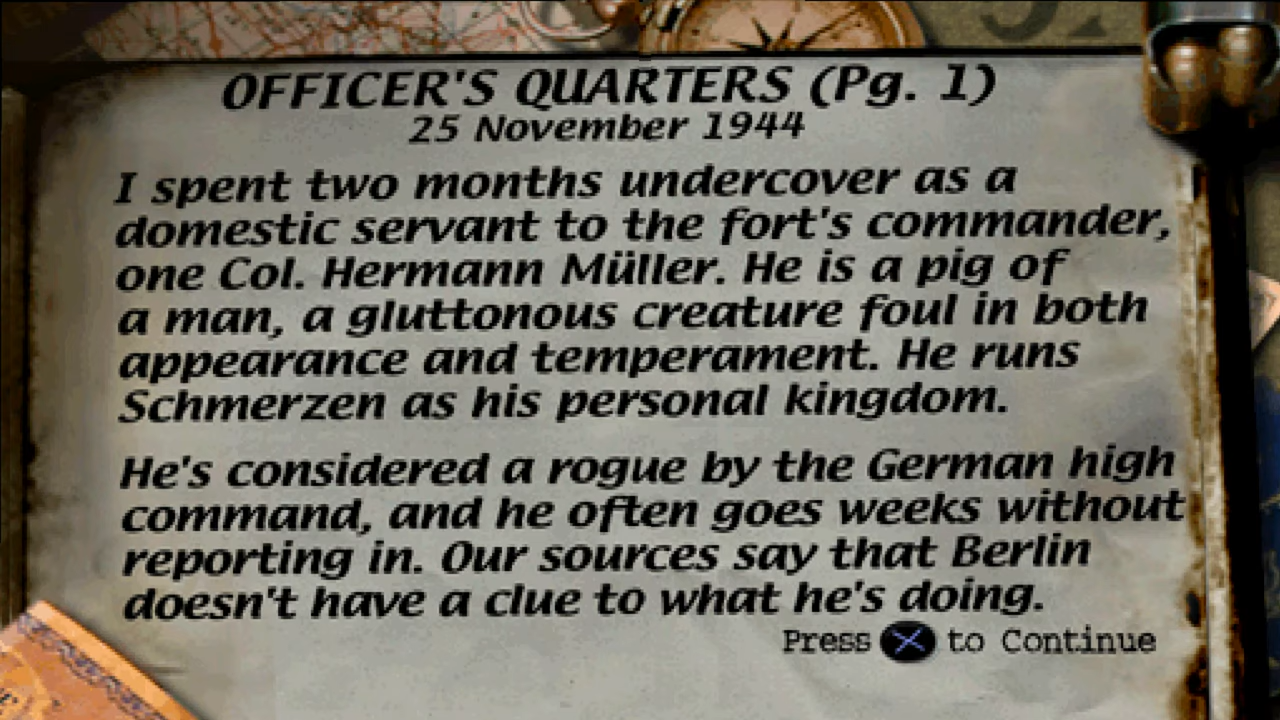 OFFICER'S QUARTERS (Pg. 1)
25 November 1944
I spent two months undercover as a
domestic servant to the fort's commander,
one Col. Hermann Müller. He is a pig of
a man, a gluttonous creature foul in both
appearance and temperament. He runs
Schmerzen as his personal kingdom.
He's considered a rogue by the German high
command, and he often goes weeks without
reporting in. Our sources say that Berlin
doesn't have a clue to what he's doing.
Press to Continue